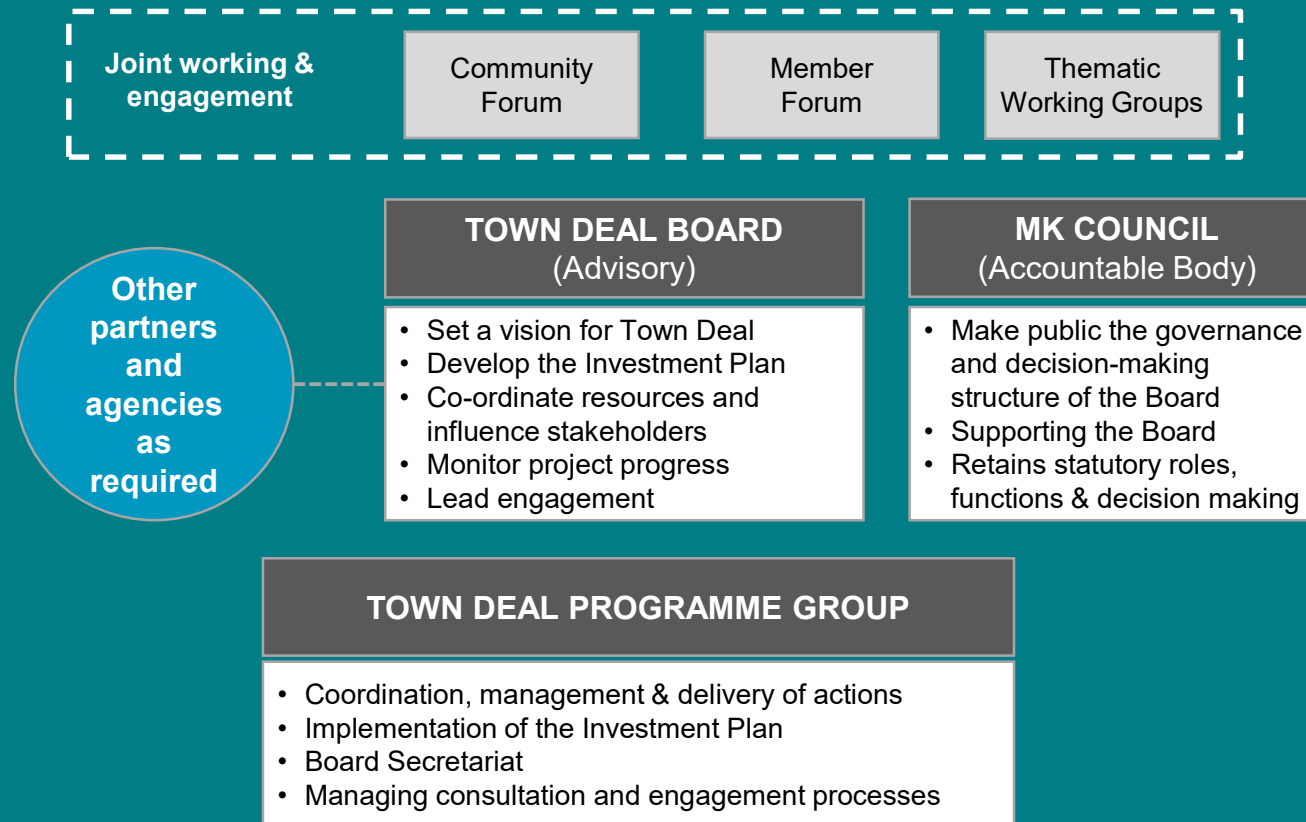 Joint working &
engagement
Community
Forum
Member
Forum
Thematic
Working Groups
TOWN DEAL BOARD
(Advisory)
MK COUNCIL
(Accountable Body)
Other
partners
and
agencies
as
required
• Set a vision for Town Deal
• Develop the Investment Plan
• Co-ordinate resources and
influence stakeholders
• Monitor project progress
• Lead engagement
• Make public the governance
and decision-making
structure of the Board
• Supporting the Board
• Retains statutory roles,
functions & decision making
TOWN DEAL PROGRAMME GROUP
• Coordination, management & delivery of actions
• Implementation of the Investment Plan
• Board Secretariat
• Managing consultation and engagement processes